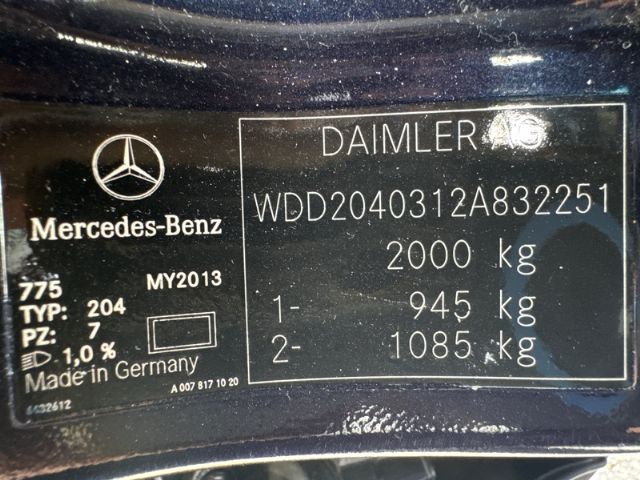 DAIMLER AG
WDD2040312A832251
2000 kg
1- 945 kg
2- 1085 kg
Mercedes-Benz
775 MY2013
TYP: 204
PZ: 7
1,0 %
Made in Germany
A 007 817 10 20